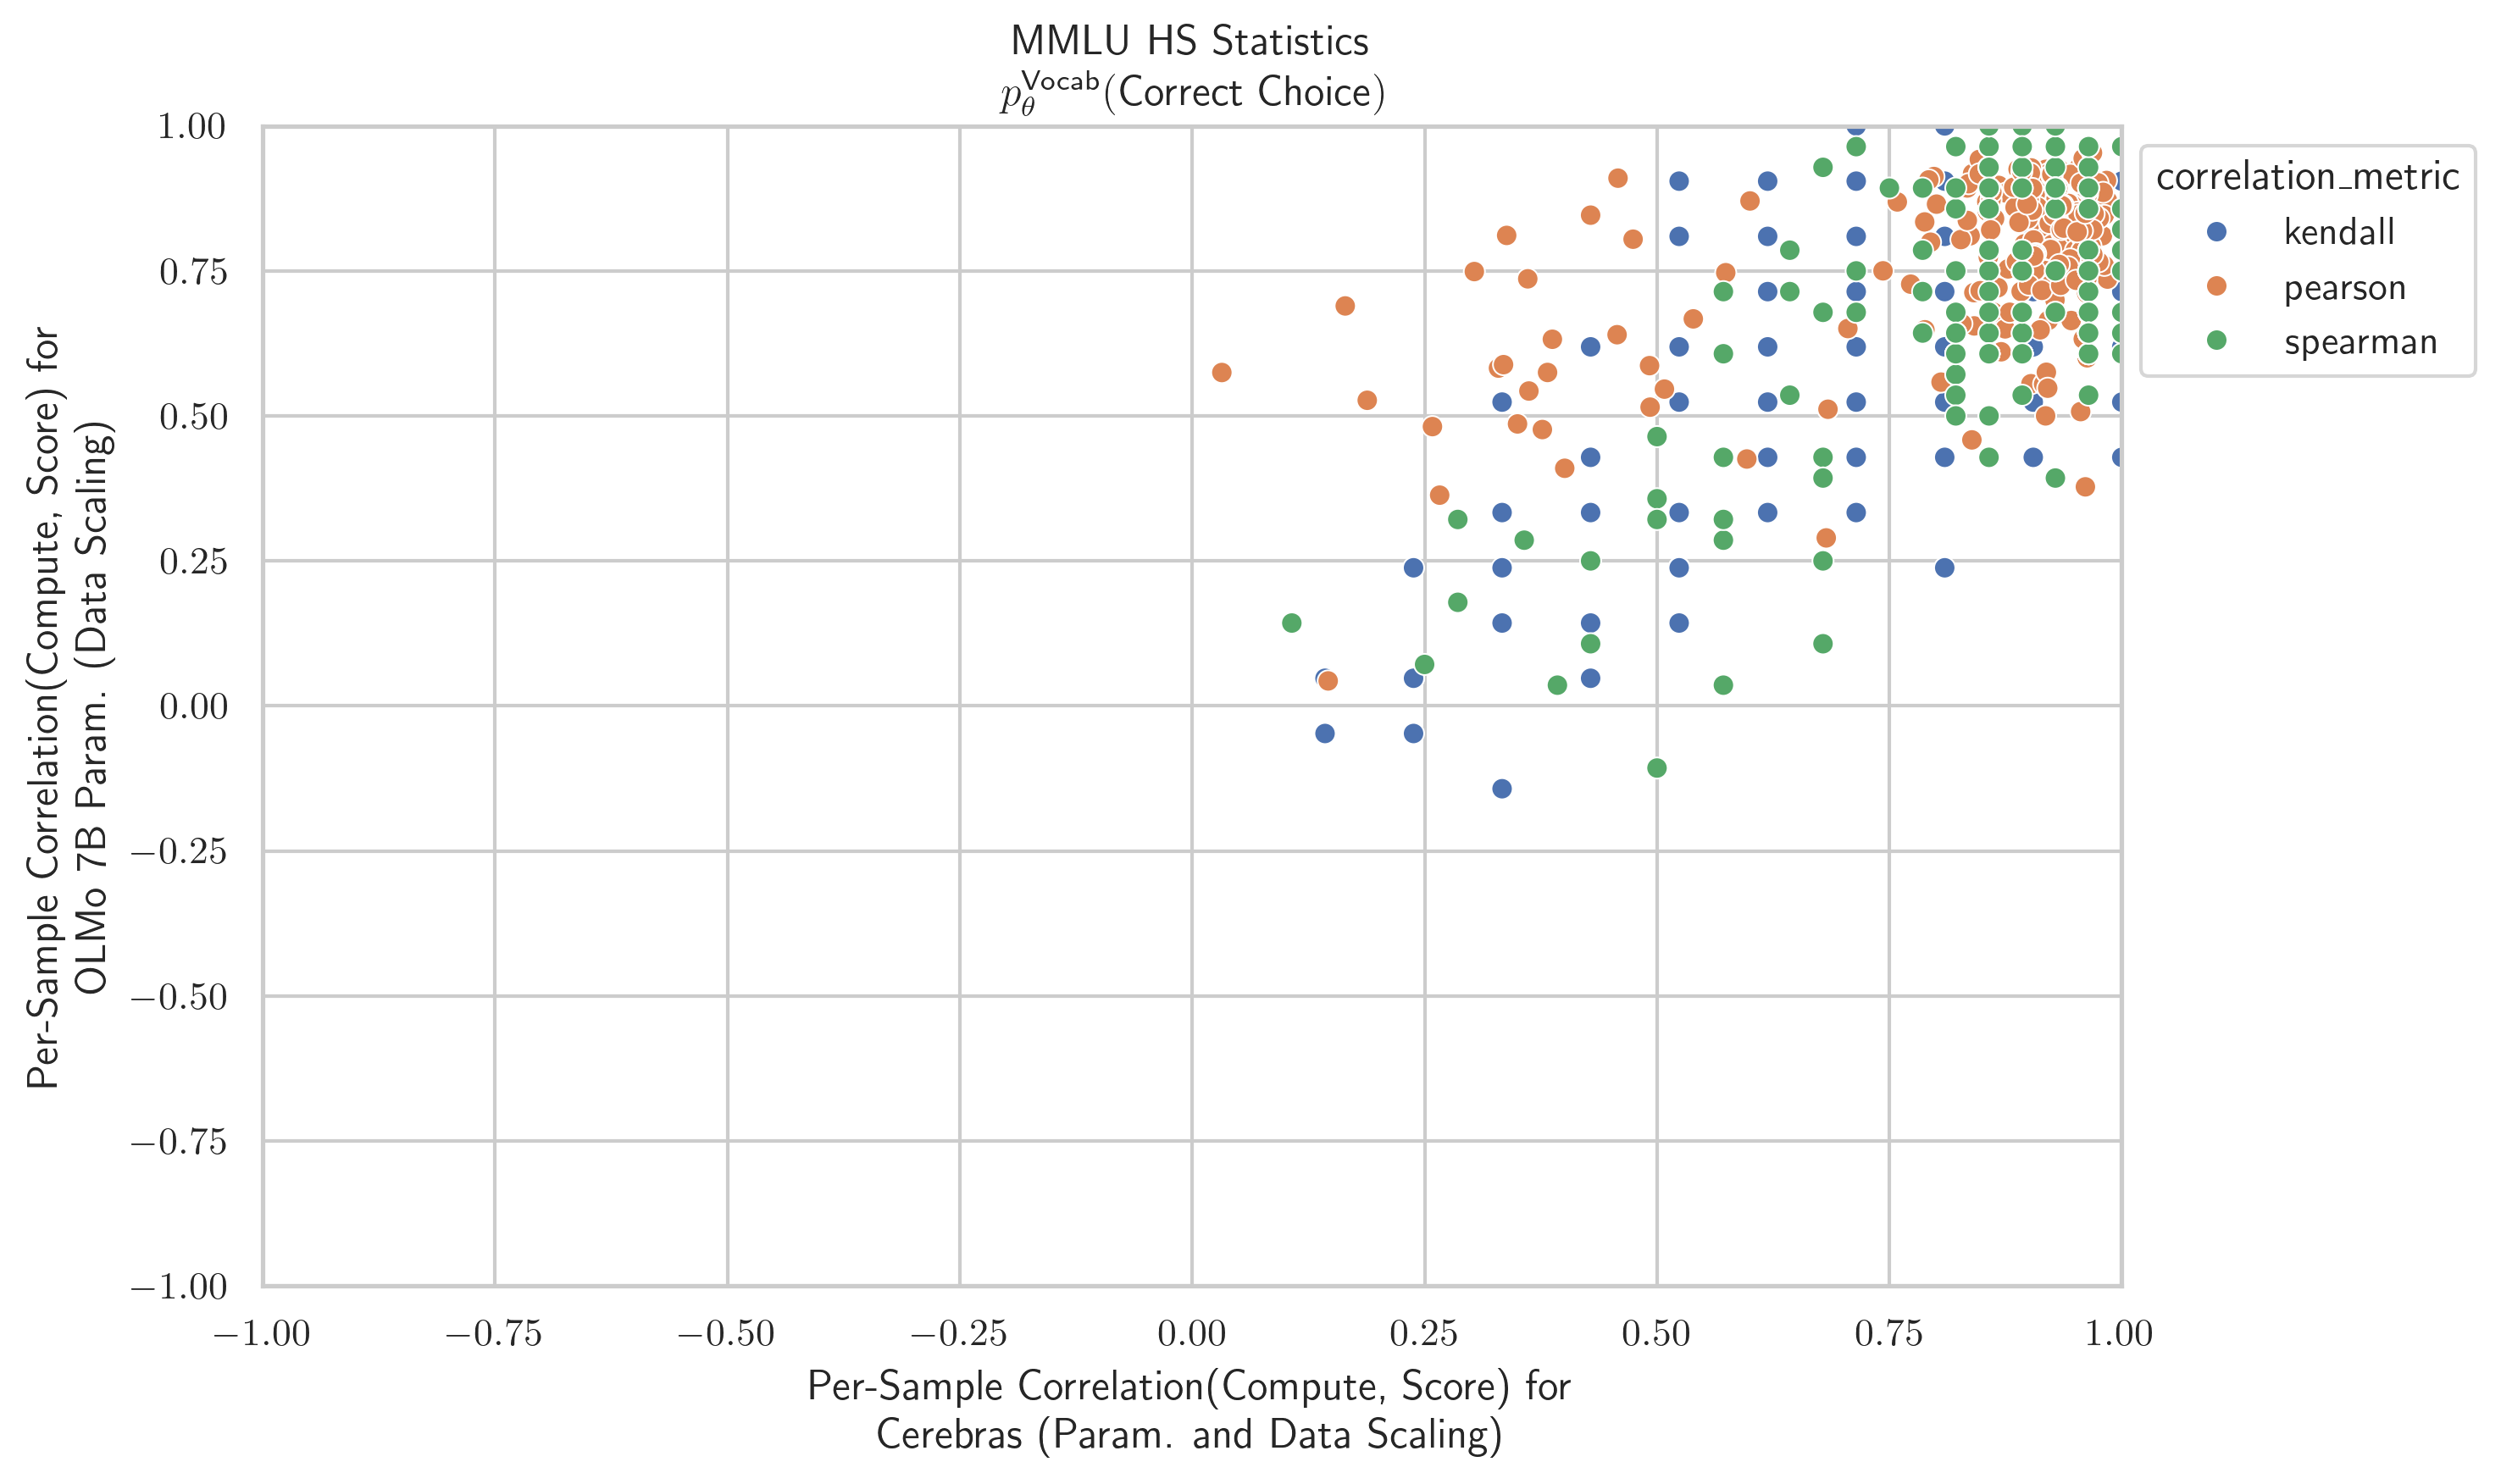 MMLU HS Statistics
p_θ^Vocab(Correct Choice)
Per-Sample Correlation(Compute, Score) for
OLMo 7B Param. (Data Scaling)
1.00
0.75
0.50
0.25
0.00
−0.25
−0.50
−0.75
−1.00
−1.00 −0.75 −0.50 −0.25 0.00 0.25 0.50 0.75 1.00
Per-Sample Correlation(Compute, Score) for
Cerebras (Param. and Data Scaling)
correlation_metric
kendall
pearson
spearman